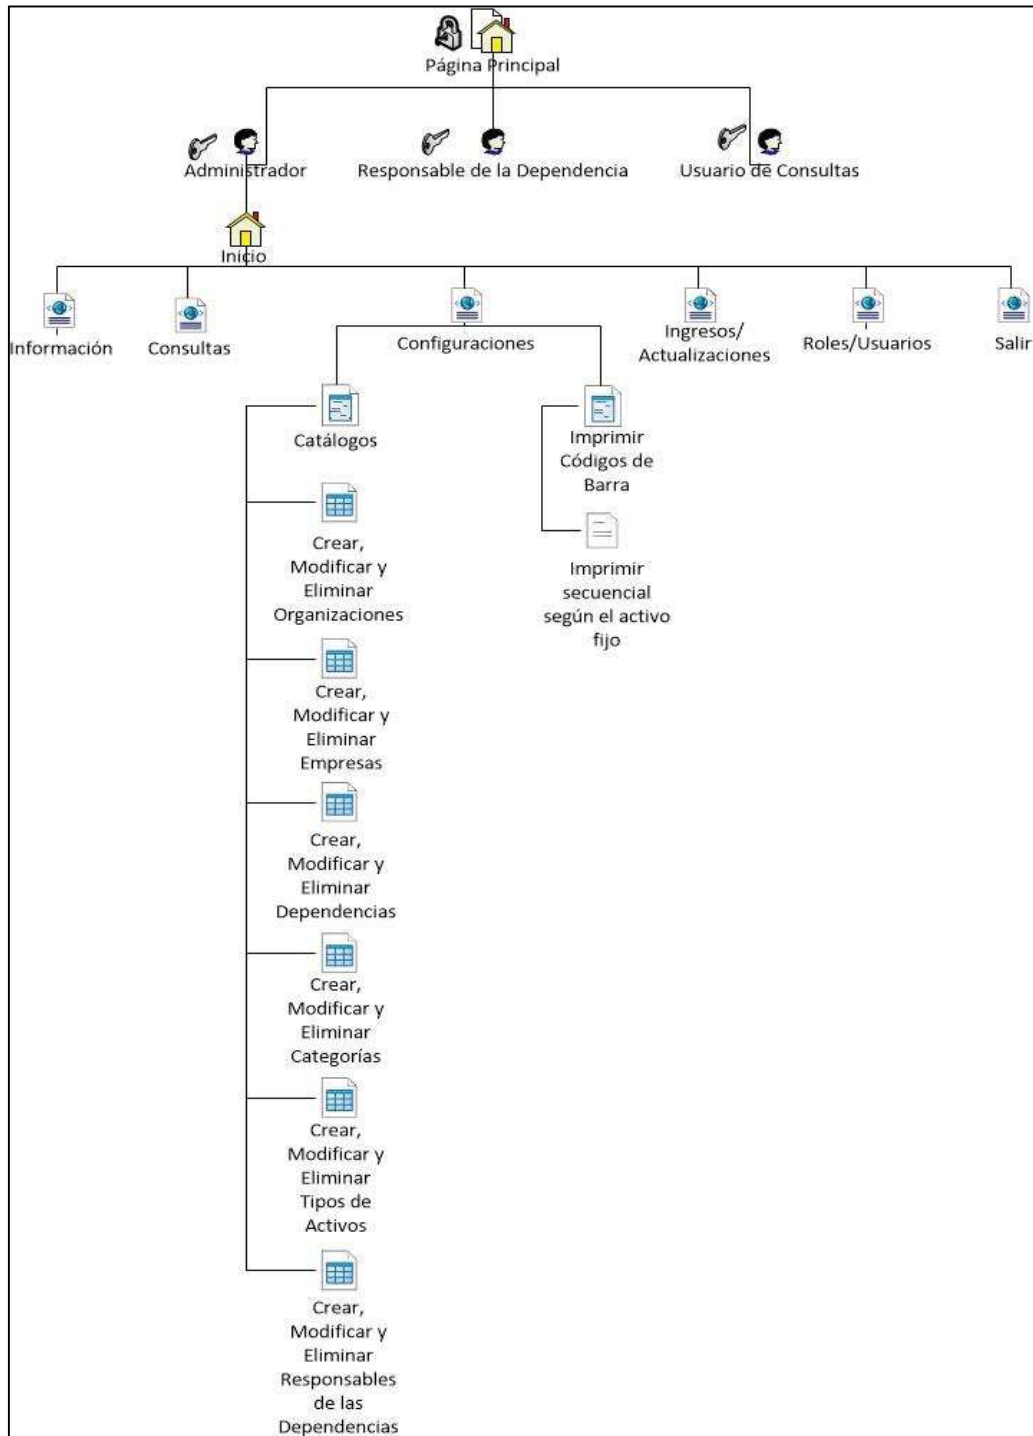 Página Principal
Administrador
Responsable de la Dependencia
Usuario de Consultas
Inicio
Información
Consultas
Configuraciones
Ingresos/
Actualizaciones
Roles/Usuarios
Salir
Catálogos
Crear,
Modificar y
Eliminar
Organizaciones
Crear,
Modificar y
Eliminar
Empresas
Crear,
Modificar y
Eliminar
Dependencias
Crear,
Modificar y
Eliminar
Categorías
Crear,
Modificar y
Eliminar
Tipos de
Activos
Crear,
Modificar y
Eliminar
Responsables
de las
Dependencias
Imprimir
Códigos de
Barra
Imprimir
secuencial
según el activo
fijo